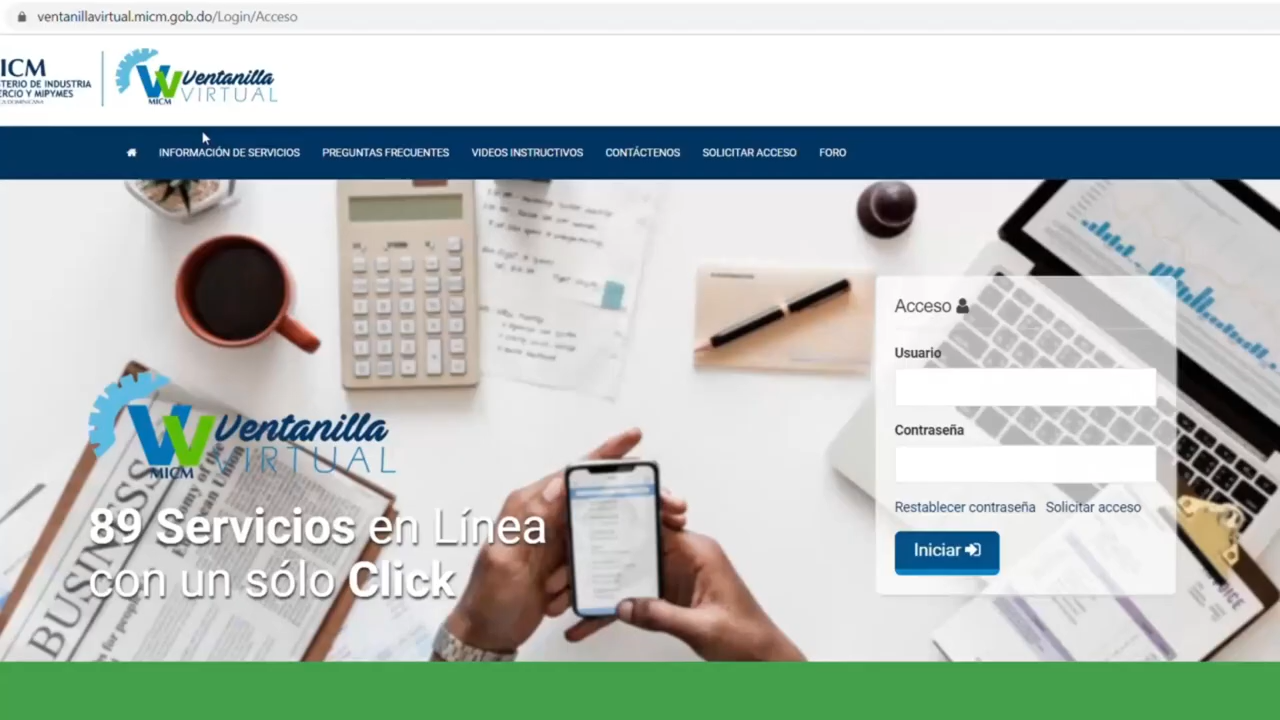 ventanillavirtual.micm.gob.do/Login/Acceso
ICM
TERIO DE INDUSTRIA
ERCIO Y MIPYMES
Ventanilla
VIRTUAL
MICM
INFORMACIÓN DE SERVICIOS
PREGUNTAS FRECUENTES
VIDEOS INSTRUCTIVOS
CONTÁCTENOS
SOLICITAR ACCESO
FORO
Acceso
Usuario
Contraseña
Restablecer contraseña Solicitar acceso
Iniciar
Ventanilla
VIRTUAL
MICM
89 Servicios en Línea
con un sólo Click
BUSINESS